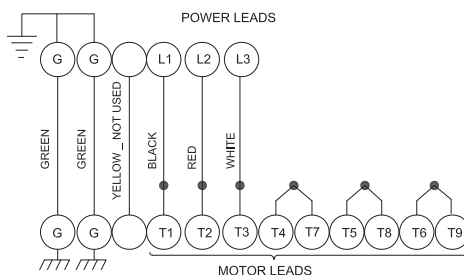 POWER LEADS
G G L1 L2 L3
GREEN
GREEN
YELLOW _ NOT USED
BLACK
RED
WHITE
G G T1 T2 T3 T4 T7 T5 T8 T6 T9
MOTOR LEADS